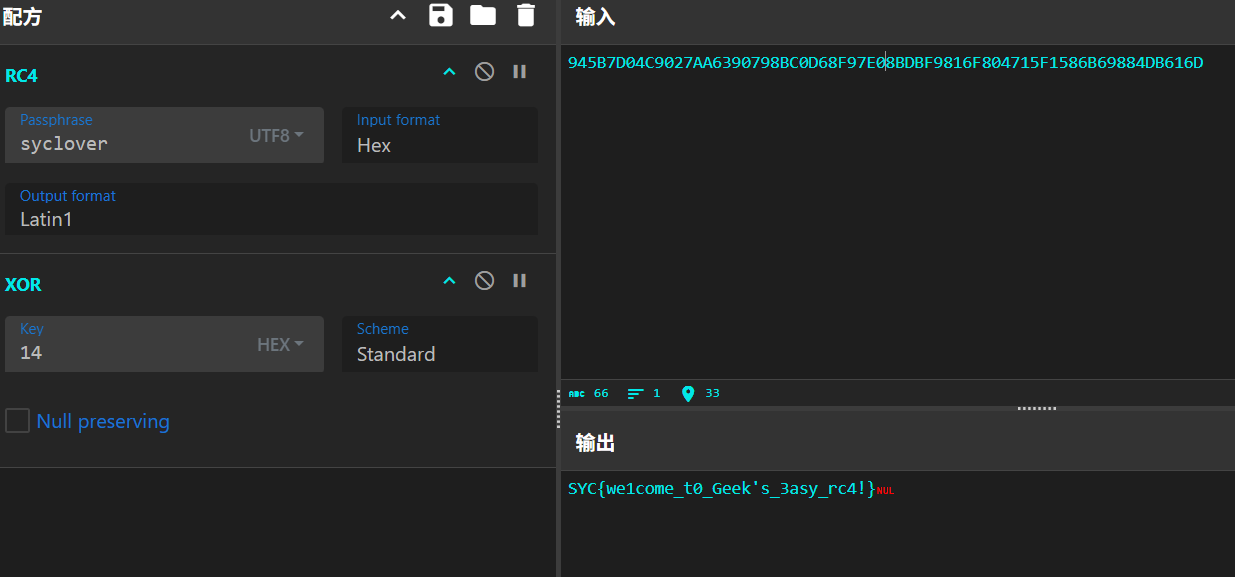 配方
RC4
Passphrase
syclover
UTF8
Input format
Hex
Output format
Latin1
XOR
Key
14
HEX
Scheme
Standard
Null preserving
输入
945B7D04C9027AA6390798BC0D68F97E08BDBF9816F804715F1586B69884DB616D
ABC 66 1 33
输出
SYC{we1come_t0_Geek's_3asy_rc4!}NUL